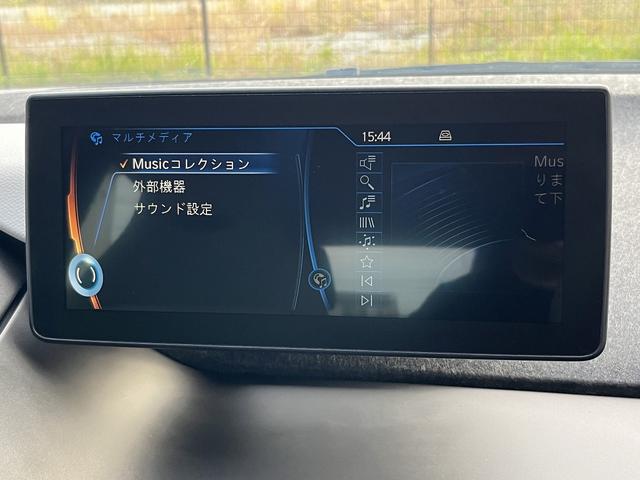 マルチメディア
15:44
Musicコレクション
外部機器
サウンド設定
Mus
りま
て下